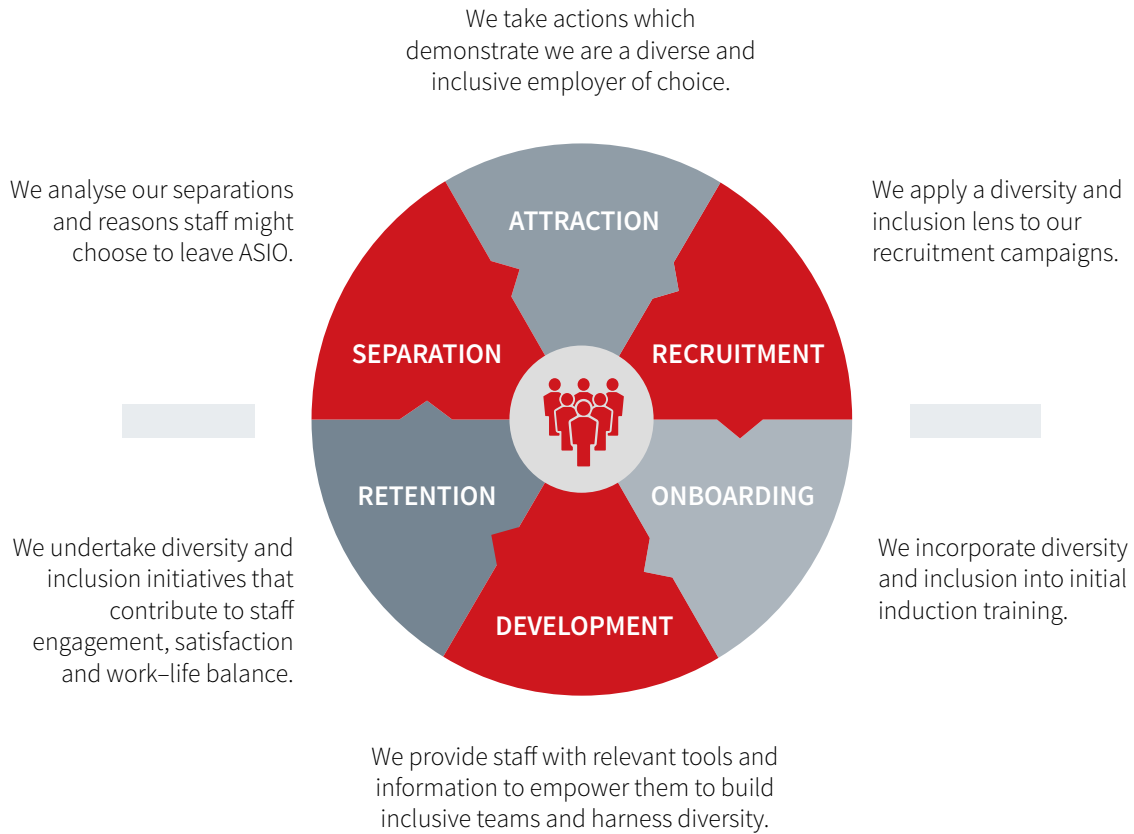 We take actions which
demonstrate we are a diverse and
inclusive employer of choice.
ATTRACTION
We apply a diversity and
inclusion lens to our
recruitment campaigns.
RECRUITMENT
ONBOARDING
We incorporate diversity
and inclusion into initial
induction training.
DEVELOPMENT
We provide staff with relevant tools and
information to empower them to build
inclusive teams and harness diversity.
RETENTION
We undertake diversity and
inclusion initiatives that
contribute to staff
engagement, satisfaction
and work–life balance.
SEPARATION
We analyse our separations
and reasons staff might
choose to leave ASIO.